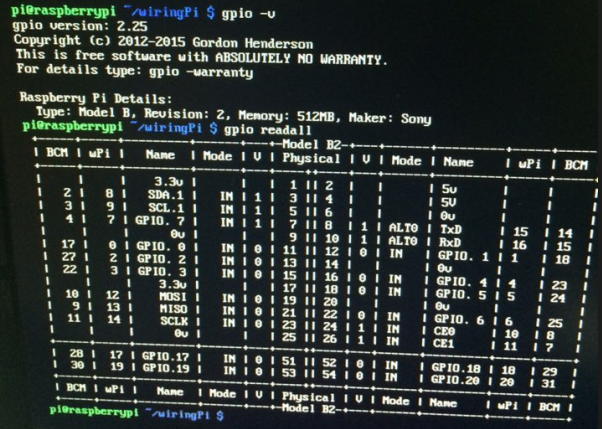 pi@raspberrypi ~/wiringPi $ gpio -v
gpio version: 2.25
Copyright (c) 2012-2015 Gordon Henderson
This is free software with ABSOLUTELY NO WARRANTY.
For details type: gpio -warranty
Raspberry Pi Details:
Type: Model B, Revision: 2, Memory: 512MB, Maker: Sony
pi@raspberrypi ~/wiringPi $ gpio readall
+-----+-----+---------+------+---+--Model B2--+---+------+---------+-----+-----+
| BCM | wPi | Name | Mode | V | Physical | V | Mode | Name | wPi | BCM |
| | | 3.3v | | | 1 || 2 | | | 5v | | |
| 2 | 8 | SDA.1 | IN | 1 | 3 || 4 | | | 5V | | |
| 3 | 9 | SCL.1 | IN | 1 | 5 || 6 | | | 0v | | |
| 4 | 7 | GPIO. 7 | IN | 1 | 7 || 8 | 1 | ALT0 | TxD | 15 | 14 |
| | | 0v | | | 9 || 10 | 1 | ALT0 | RxD | 16 | 15 |
| 17 | 0 | GPIO. 0 | IN | 0 | 11 || 12 | 0 | IN | GPIO. 1 | 1 | 18 |
| 27 | 2 | GPIO. 2 | IN | 0 | 13 || 14 | | | 0v | | |
| 22 | 3 | GPIO. 3 | IN | 0 | 15 || 16 | 0 | IN | GPIO. 4 | 4 | 23 |
| | | 3.3v | | | 17 || 18 | 0 | IN | GPIO. 5 | 5 | 24 |
| 10 | 12 | MOSI | IN | 0 | 19 || 20 | | | 0v | | |
| 9 | 13 | MISO | IN | 0 | 21 || 22 | 0 | IN | GPIO. 6 | 6 | 25 |
| 11 | 14 | SCLK | IN | 0 | 23 || 24 | 1 | IN | CE0 | 10 | 8 |
| | | 0v | | | 25 || 26 | 1 | IN | CE1 | 11 | 7 |
| 28 | 17 | GPIO.17 | IN | 0 | 51 || 52 | 0 | IN | GPIO.18 | 18 | 29 |
| 30 | 19 | GPIO.19 | IN | 0 | 53 || 54 | 0 | IN | GPIO.20 | 20 | 31 |
| BCM | wPi | Name | Mode | V | Physical | V | Mode | Name | wPi | BCM |
+-----+-----+---------+------+---+--Model B2--+---+------+---------+-----+-----+
pi@raspberrypi ~/wiringPi $